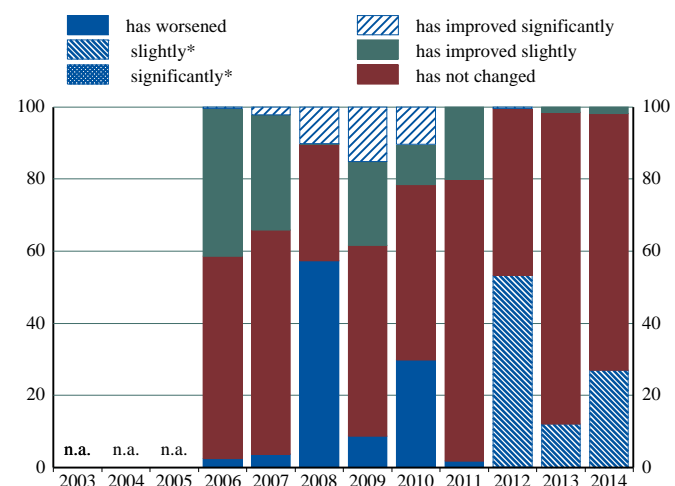 has worsened has improved significantly
slightly* has improved slightly
significantly* has not changed
100 100
80 80
60 60
40 40
20 20
n.a. n.a. n.a.
0 0
2003 2004 2005 2006 2007 2008 2009 2010 2011 2012 2013 2014